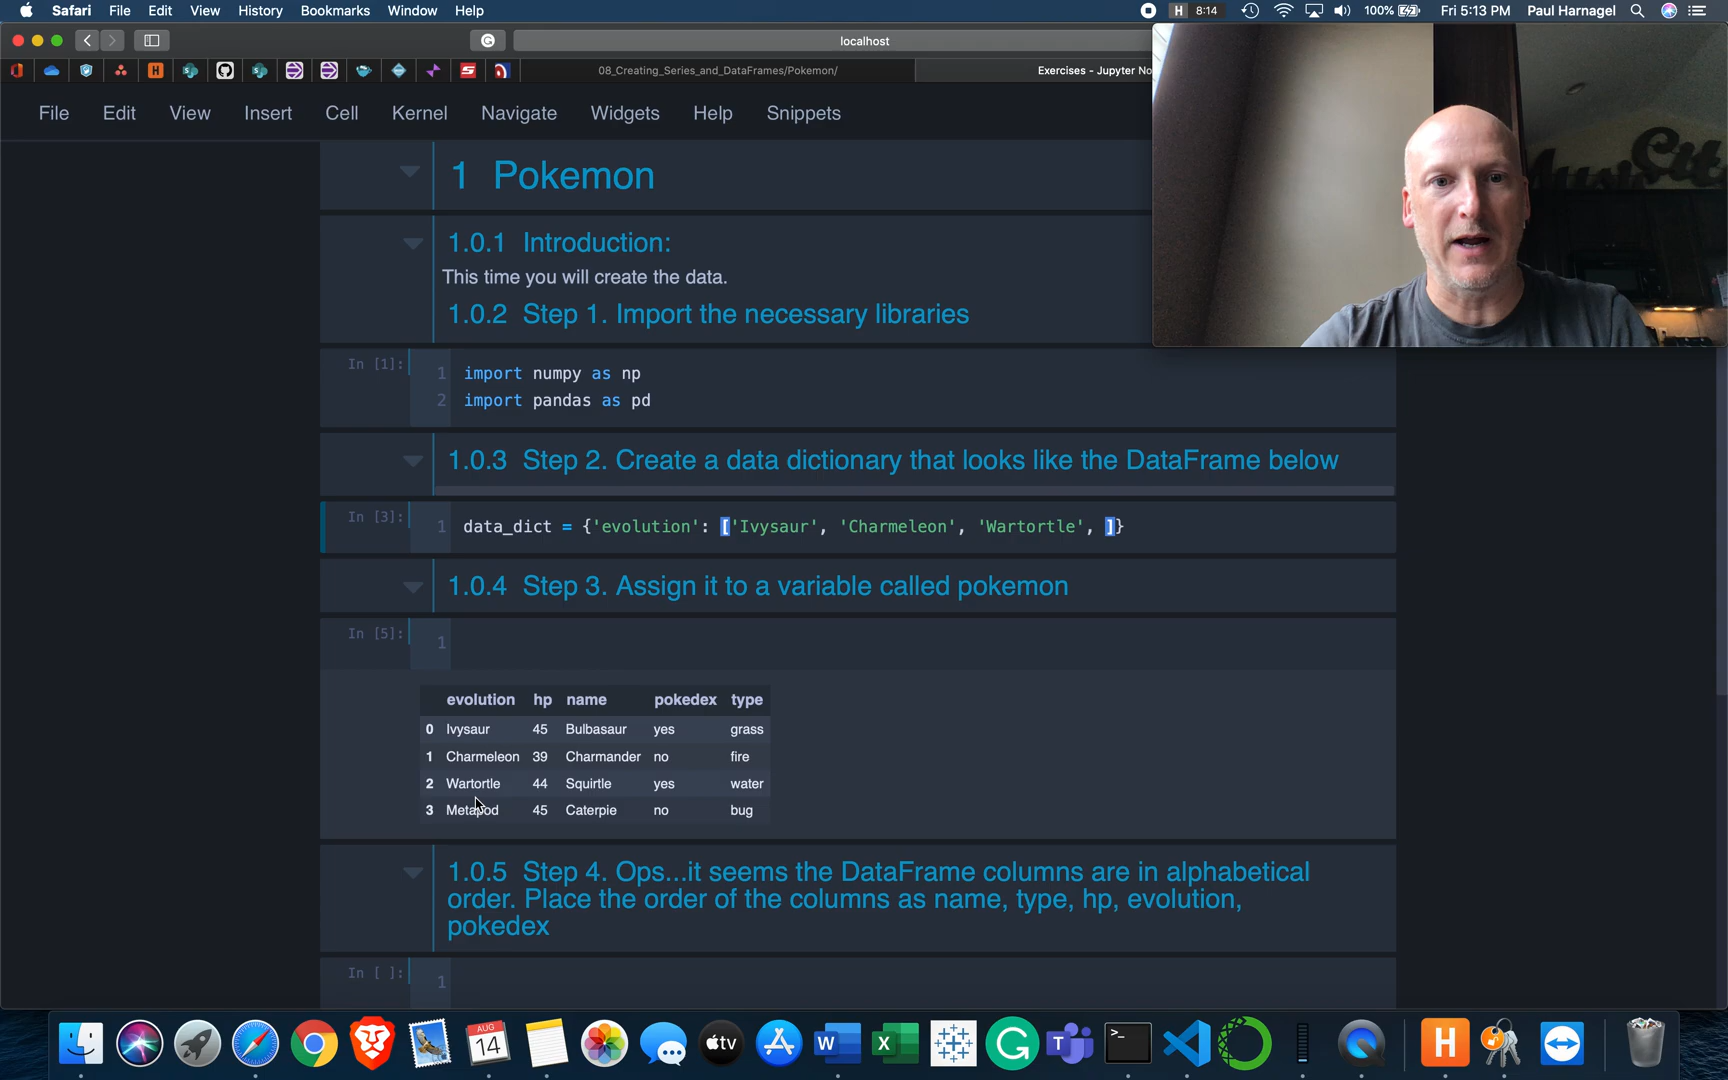 Safari File Edit View History Bookmarks Window Help H 8:14 100% Fri 5:13 PM Paul Harnagel
localhost
08_Creating_Series_and_DataFrames/Pokemon/ Exercises - Jupyter No
File Edit View Insert Cell Kernel Navigate Widgets Help Snippets
1 Pokemon
1.0.1 Introduction:
This time you will create the data.
1.0.2 Step 1. Import the necessary libraries
In [1]: 1 import numpy as np
2 import pandas as pd
1.0.3 Step 2. Create a data dictionary that looks like the DataFrame below
In [3]: 1 data_dict = {'evolution': ['Ivysaur', 'Charmeleon', 'Wartortle', ]}
1.0.4 Step 3. Assign it to a variable called pokemon
In [5]: 1
evolution hp name pokedex type
0 Ivysaur 45 Bulbasaur yes grass
1 Charmeleon 39 Charmander no fire
2 Wartortle 44 Squirtle yes water
3 Metapod 45 Caterpie no bug
1.0.5 Step 4. Ops...it seems the DataFrame columns are in alphabetical
order. Place the order of the columns as name, type, hp, evolution,
pokedex
In [ ]: 1
AUG
14
tv
W
X
G
T
>_
H